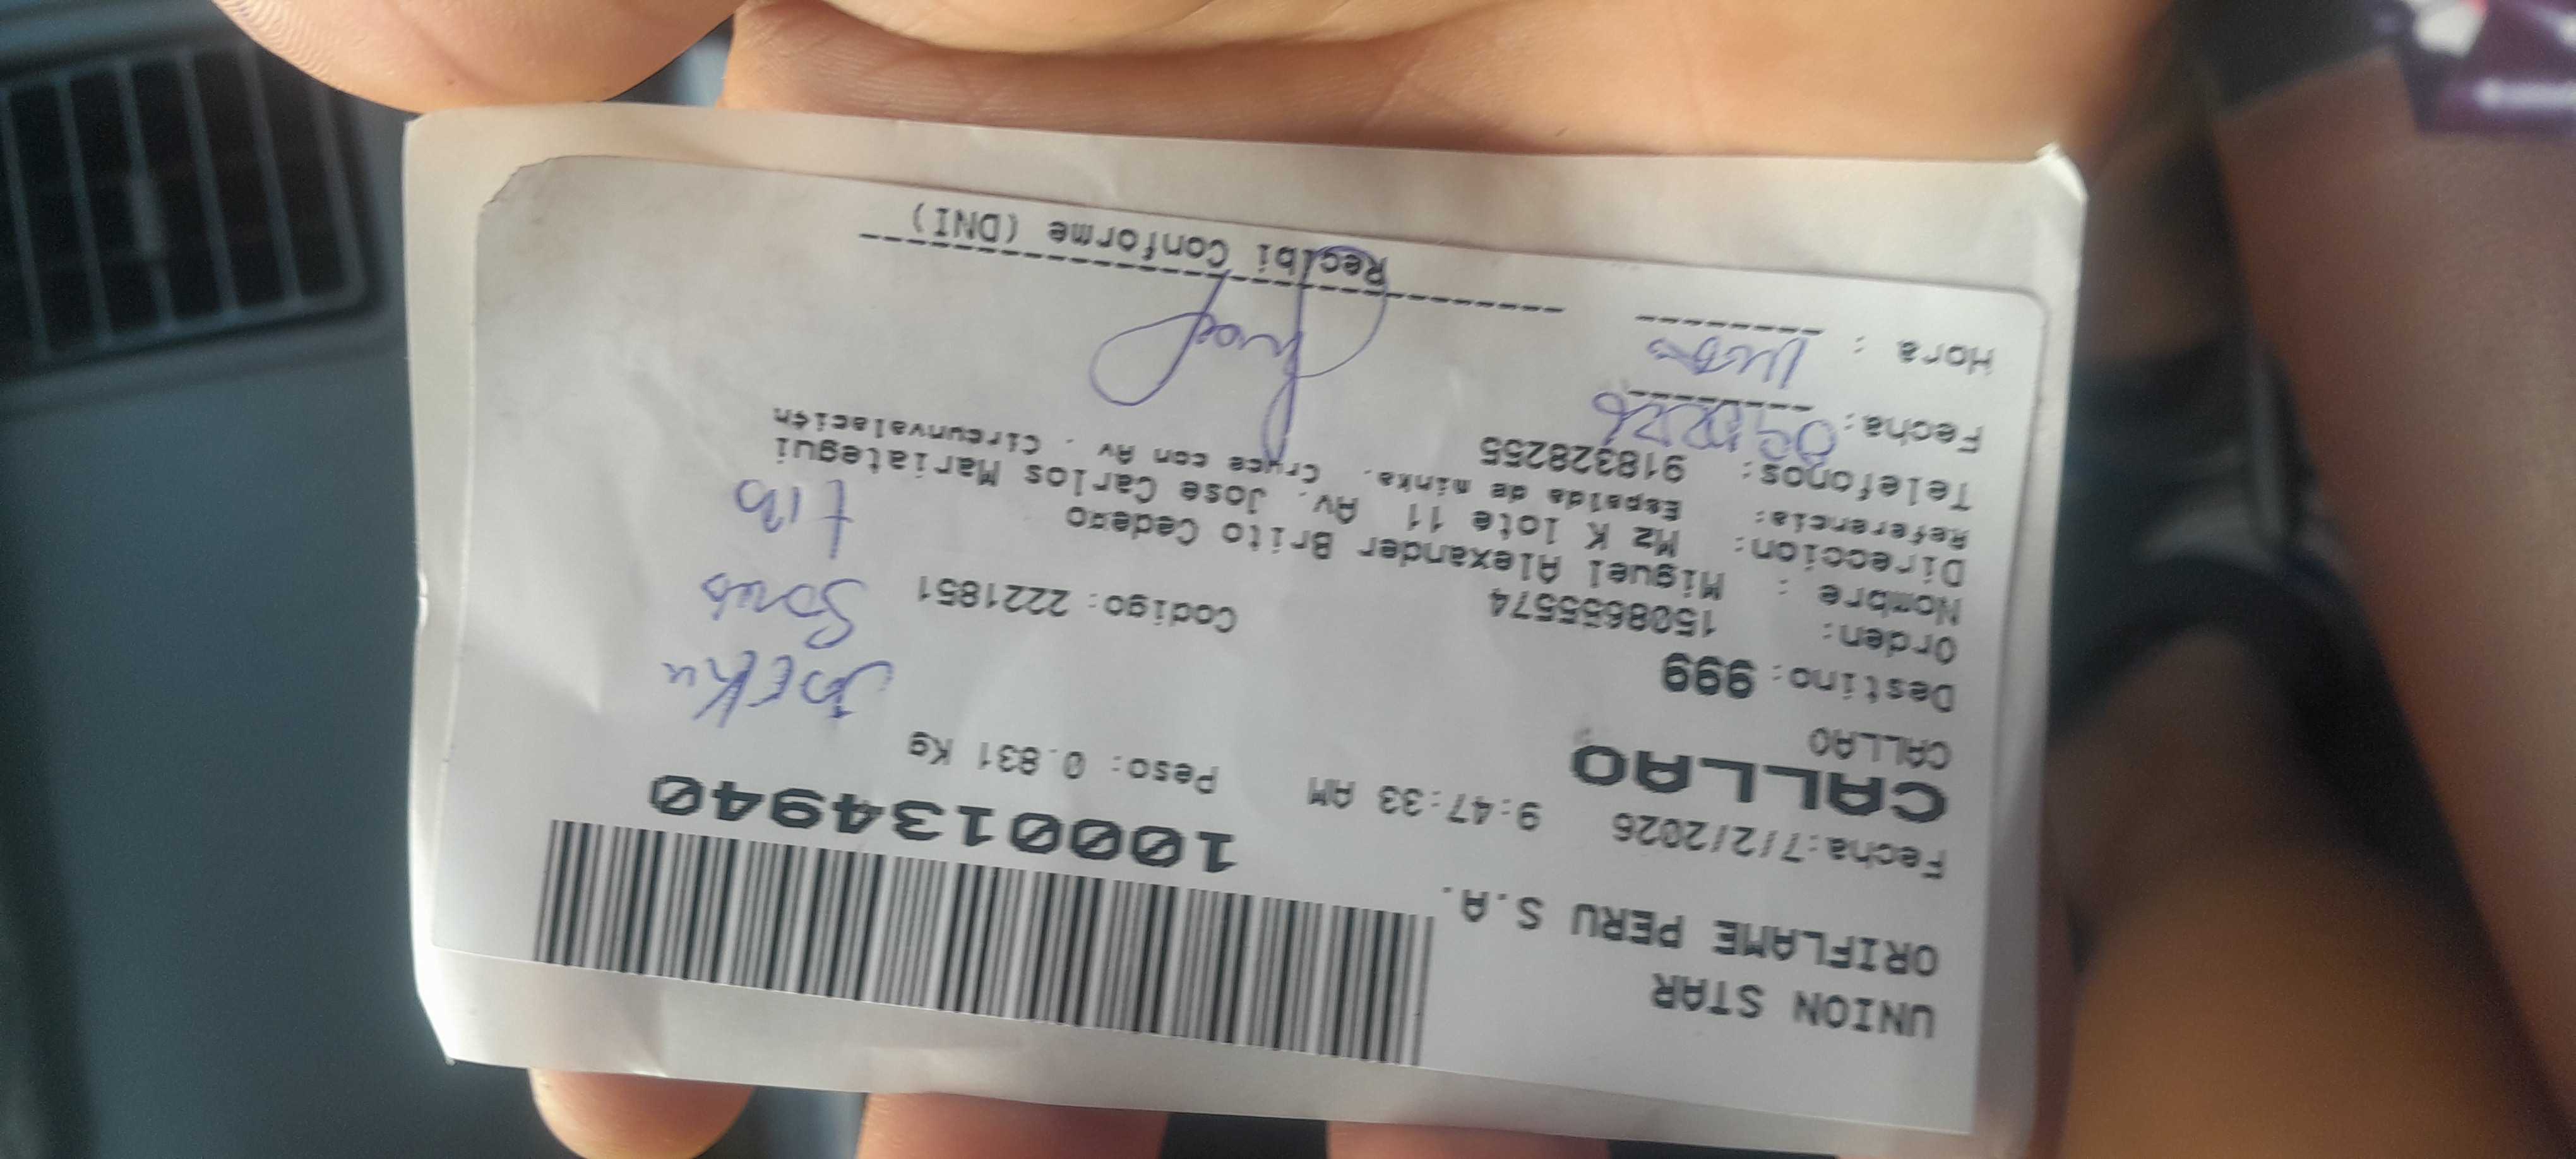 UNION STAR
ORIFLAME PERU S.A.
Fecha:7/2/2026 9:47:33 AM
1000134940
CALLAO
Peso: 0.831 Kg
CALLAO
Destino: 999
Orden: 1508655574 Codigo: 2221851
Nombre : Miguel Alexander Brito Cedeño
Direccion: Mz K lote 11 Av. Jose Carlos Mariategui
Referencia: Espalda de minka. Cruce con Av . Circunvalación
Telefonos: 918328255
Fecha:
Hora :
Recibi Conforme (DNI)